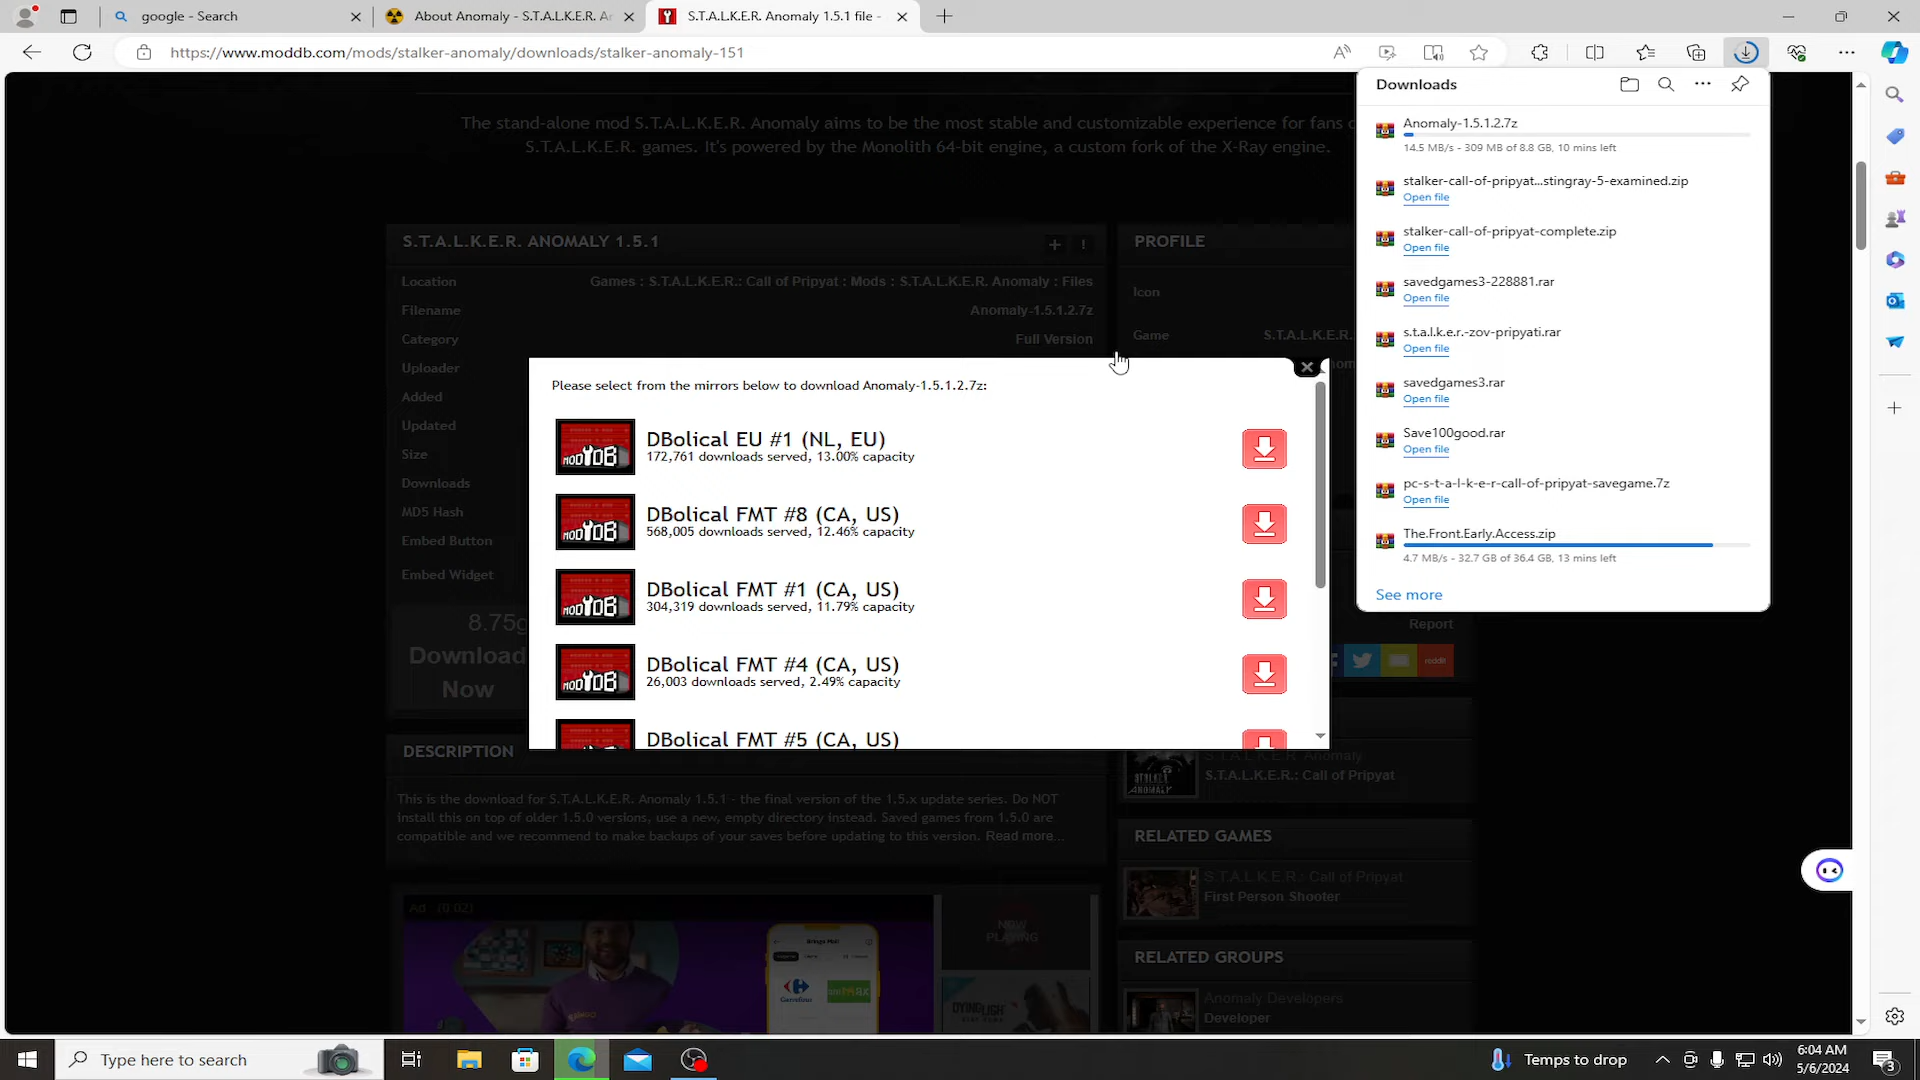 google - Search
About Anomaly - S.T.A.L.K.E.R. Ar
S.T.A.L.K.E.R. Anomaly 1.5.1 file -
https://www.moddb.com/mods/stalker-anomaly/downloads/stalker-anomaly-151
Downloads
Anomaly-1.5.1.2.7z
14.5 MB/s - 309 MB of 8.8 GB, 10 mins left
stalker-call-of-pripyat...stingray-5-examined.zip
Open file
stalker-call-of-pripyat-complete.zip
Open file
savedgames3-228881.rar
Open file
s.t.a.l.k.e.r.-zov-pripyati.rar
Open file
savedgames3.rar
Open file
Save100good.rar
Open file
pc-s-t-a-l-k-e-r-call-of-pripyat-savegame.7z
Open file
The.Front.Early.Access.zip
4.7 MB/s - 32.7 GB of 36.4 GB, 13 mins left
See more
The stand-alone mod S.T.A.L.K.E.R. Anomaly aims to be the most stable and customizable experience for fans
S.T.A.L.K.E.R. games. It's powered by the Monolith 64-bit engine, a custom fork of the X-Ray engine.
S.T.A.L.K.E.R. ANOMALY 1.5.1
Location
Games : S.T.A.L.K.E.R.: Call of Pripyat : Mods : S.T.A.L.K.E.R. Anomaly : Files
Filename
Anomaly-1.5.1.2.7z
Category
Full Version
Uploader
Added
Updated
Size
Downloads
MD5 Hash
Embed Button
Embed Widget
8.75g
Download
Now
PROFILE
Icon
Game
S.T.A.L.K.E.R.
Please select from the mirrors below to download Anomaly-1.5.1.2.7z:
DBolical EU #1 (NL, EU)
172,761 downloads served, 13.00% capacity
DBolical FMT #8 (CA, US)
568,005 downloads served, 12.46% capacity
DBolical FMT #1 (CA, US)
304,319 downloads served, 11.79% capacity
DBolical FMT #4 (CA, US)
26,003 downloads served, 2.49% capacity
DBolical FMT #5 (CA, US)
Report
reddit
S.T.A.L.K.E.R. Anomaly
S.T.A.L.K.E.R.: Call of Pripyat
DESCRIPTION
This is the download for S.T.A.L.K.E.R. Anomaly 1.5.1 - the final version of the 1.5.x update series. Do NOT
install this on top of older 1.5.0 versions, use a new, empty directory instead. Saved games from 1.5.0 are
compatible and we recommend to make backups of your saves before updating to this version. Read more...
RELATED GAMES
S.T.A.L.K.E.R.: Call of Pripyat
First Person Shooter
RELATED GROUPS
Anomaly Developers
Developer
Ad (0:02)
NOW
PLAYING
Carrefour
Type here to search
Temps to drop
6:04 AM
5/6/2024
3